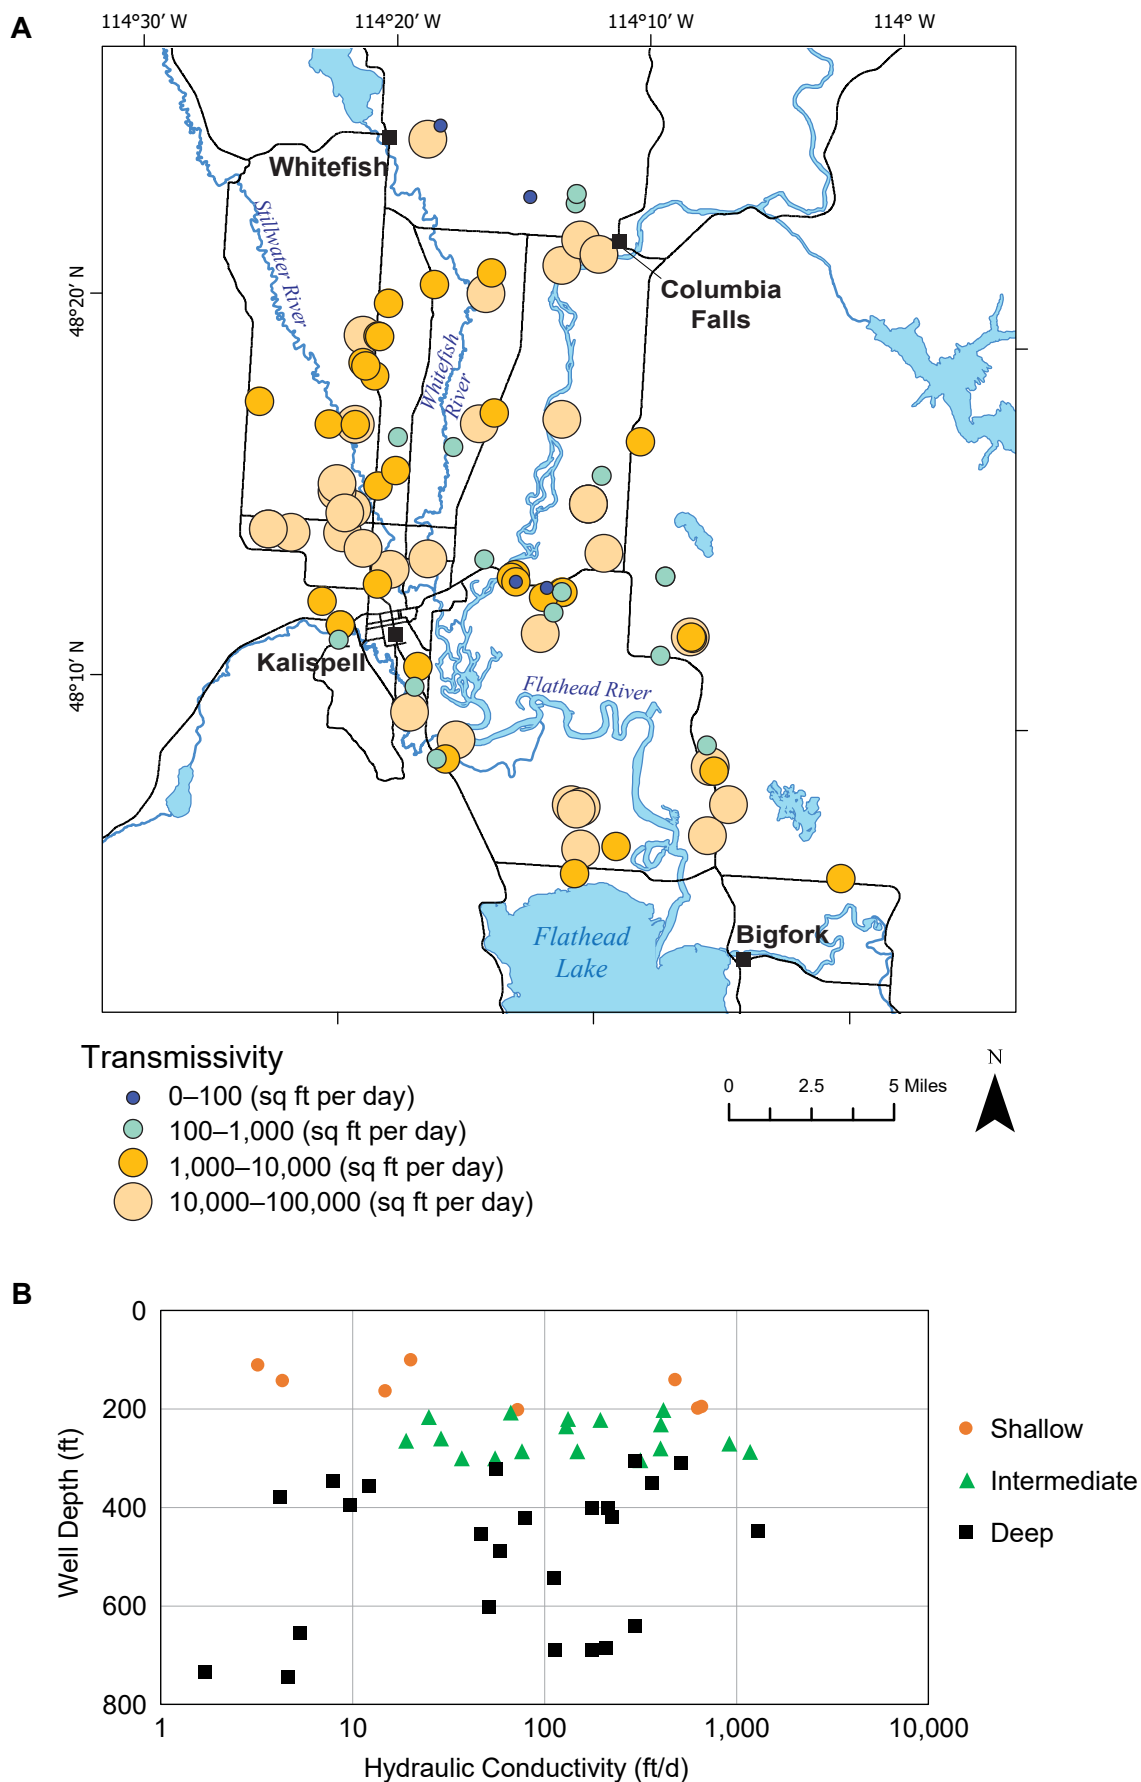 A
114°30′ W
114°20′ W
114°10′ W
114° W
Whitefish
Stillwater River
Columbia
Falls
48°20′ N
Whitefish
River
48°10′ N
Kalispell
Flathead River
Bigfork
Flathead
Lake
Transmissivity
0–100 (sq ft per day)
100–1,000 (sq ft per day)
1,000–10,000 (sq ft per day)
10,000–100,000 (sq ft per day)
0 2.5 5 Miles
N
B
0
200
400
600
800
Well Depth (ft)
1 10 100 1,000 10,000
Hydraulic Conductivity (ft/d)
Shallow
Intermediate
Deep